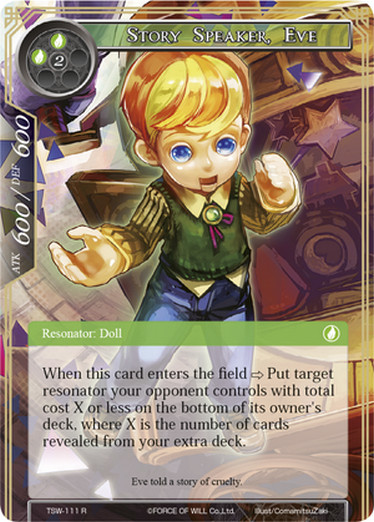 Story Speaker, Eve
2
ATK 600 / DEF 600
Resonator: Doll
When this card enters the field ⇨ Put target
resonator your opponent controls with total
cost X or less on the bottom of its owner's
deck, where X is the number of cards
revealed from your extra deck.
Eve told a story of cruelty.
TSW-111 R ©FORCE OF WILL Co.,Ltd. Illust/ComamitsuZaki